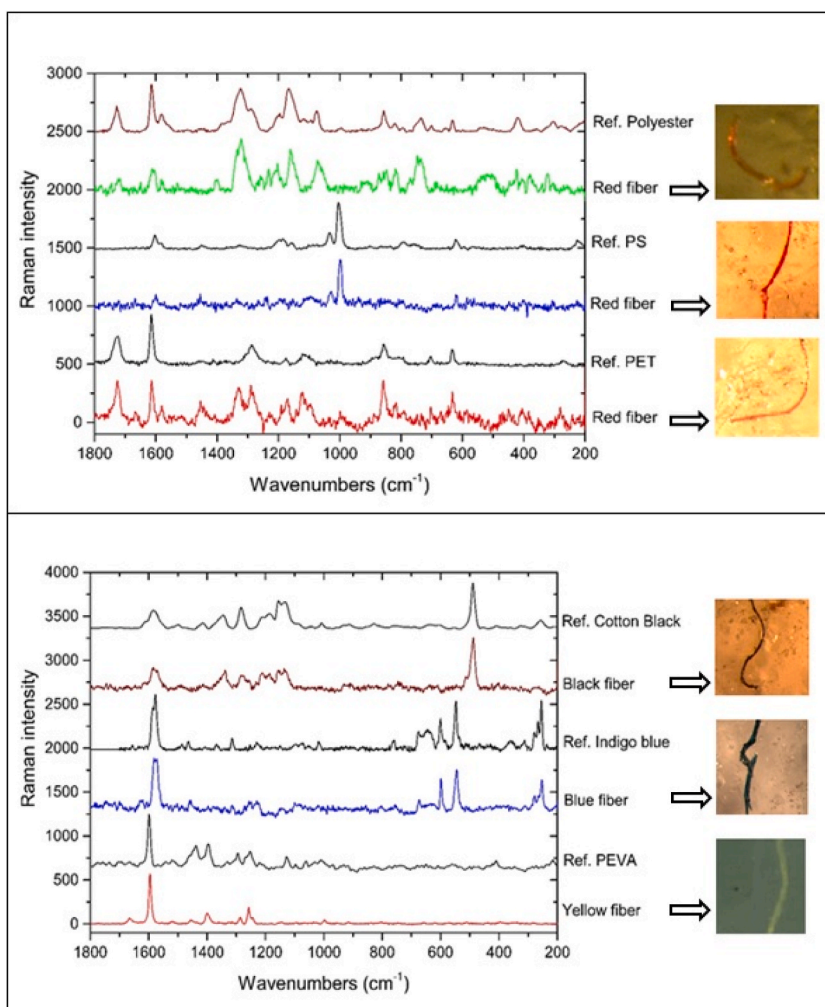 3000
2500
2000
1500
1000
500
0
Raman intensity
Ref. Polyester
Red fiber
Ref. PS
Red fiber
Ref. PET
Red fiber
1800 1600 1400 1200 1000 800 600 400 200
Wavenumbers (cm⁻¹)
4000
3500
3000
2500
2000
1500
1000
500
0
Raman intensity
Ref. Cotton Black
Black fiber
Ref. Indigo blue
Blue fiber
Ref. PEVA
Yellow fiber
1800 1600 1400 1200 1000 800 600 400 200
Wavenumbers (cm⁻¹)